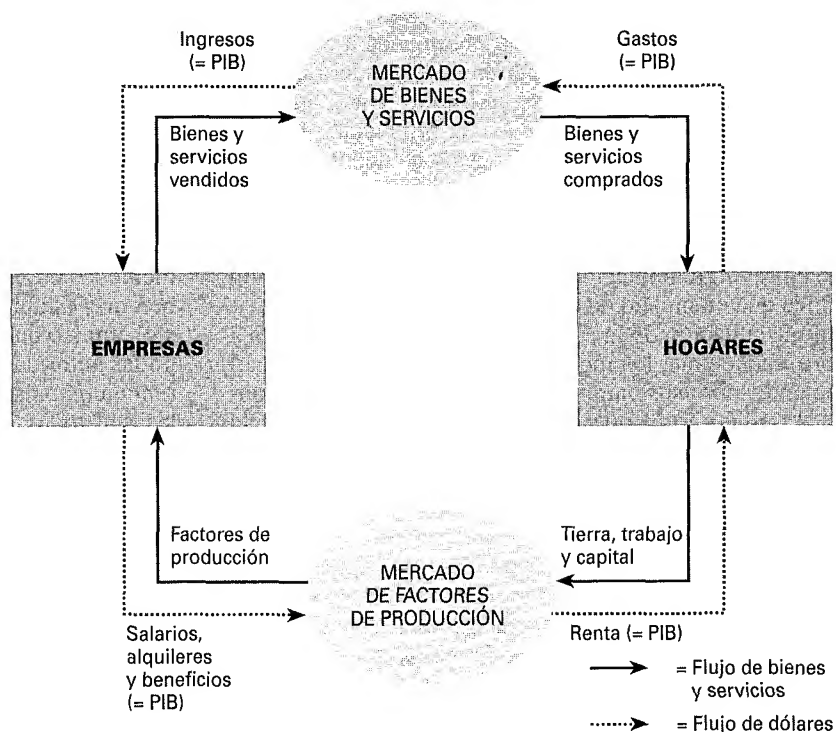 Ingresos
(= PIB)
MERCADO
DE BIENES
Y SERVICIOS
Gastos
(= PIB)
Bienes y
servicios
vendidos
Bienes y
servicios
comprados
EMPRESAS
HOGARES
Factores de
producción
MERCADO
DE FACTORES
DE PRODUCCIÓN
Tierra, trabajo
y capital
Salarios,
alquileres
y beneficios
(= PIB)
Renta (= PIB)
= Flujo de bienes
y servicios
= Flujo de dólares